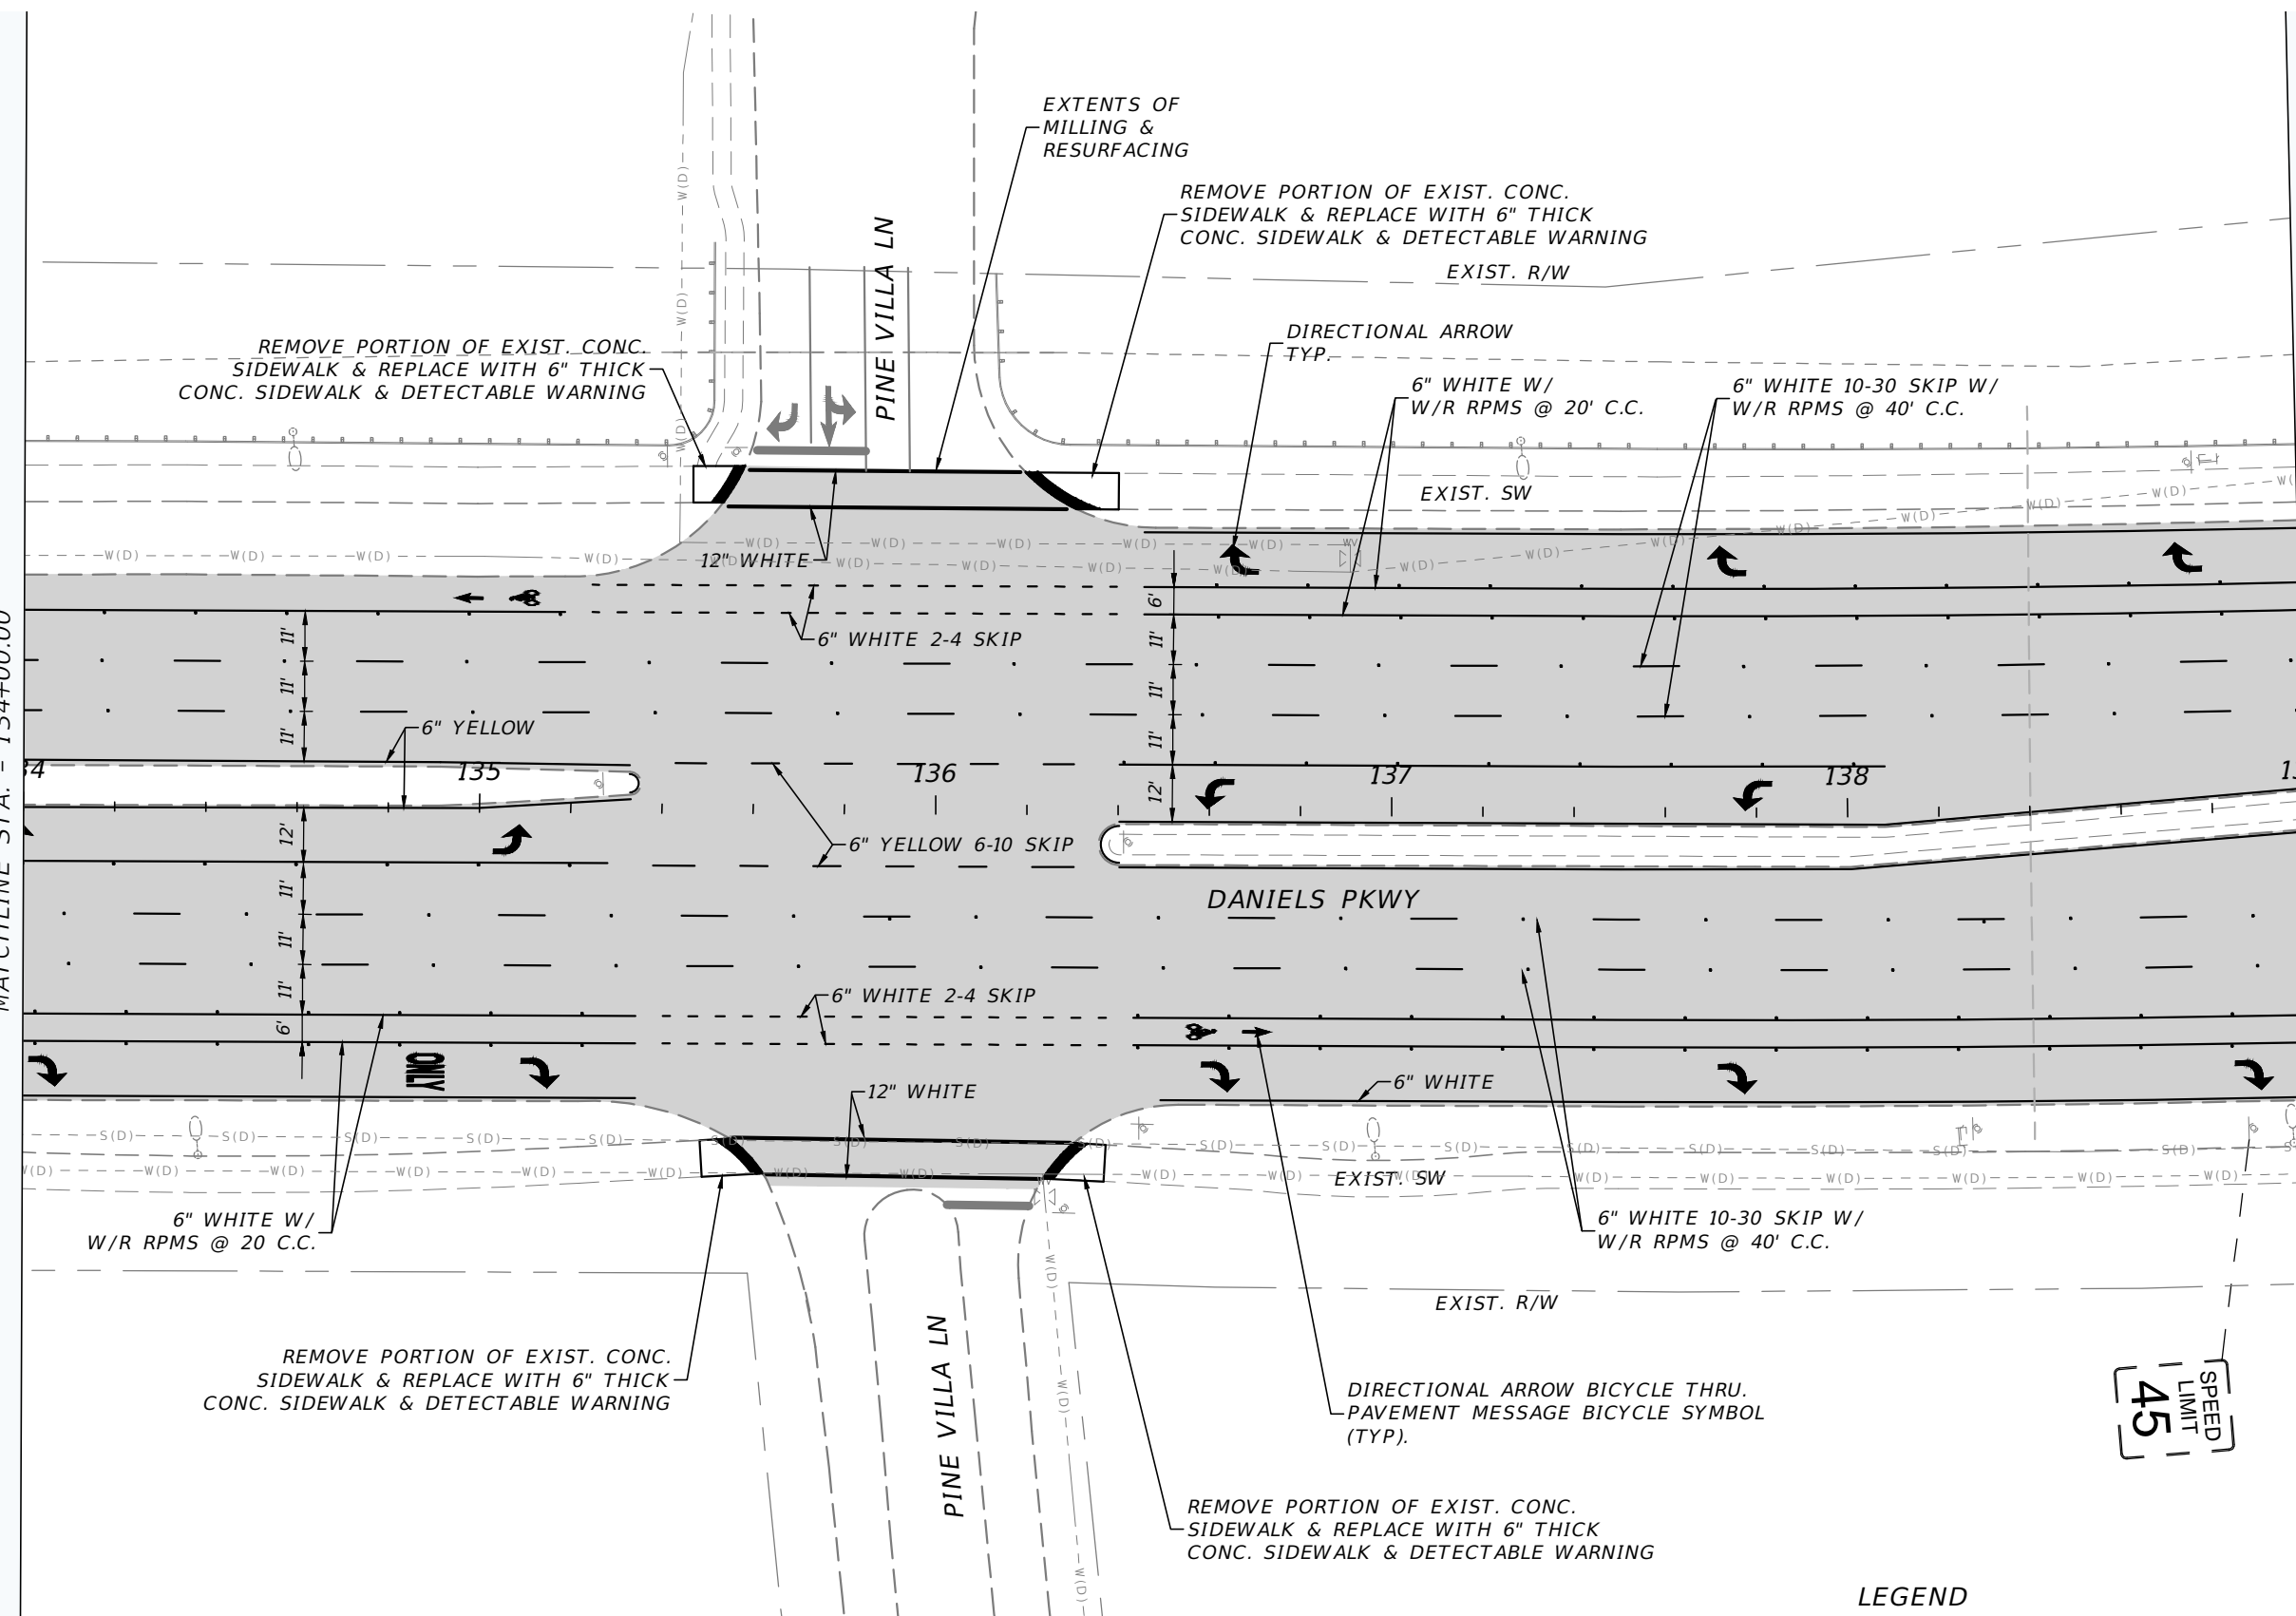 EXTENTS OF
MILLING &
RESURFACING
REMOVE PORTION OF EXIST. CONC.
SIDEWALK & REPLACE WITH 6" THICK
CONC. SIDEWALK & DETECTABLE WARNING
EXIST. R/W
PINE VILLA LN
DIRECTIONAL ARROW
TYP.
REMOVE PORTION OF EXIST. CONC.
SIDEWALK & REPLACE WITH 6" THICK
CONC. SIDEWALK & DETECTABLE WARNING
6" WHITE W/
W/R RPMS @ 20' C.C.
6" WHITE 10-30 SKIP W/
W/R RPMS @ 40' C.C.
EXIST. SW
12" WHITE
6" WHITE 2-4 SKIP
6'
11'
11'
11'
12'
11'
11'
11'
6" YELLOW
34
135
136
137
138
6" YELLOW 6-10 SKIP
DANIELS PKWY
12'
11'
11'
11'
6'
6" WHITE 2-4 SKIP
ONLY
12" WHITE
6" WHITE
EXIST. SW
6" WHITE W/
W/R RPMS @ 20 C.C.
6" WHITE 10-30 SKIP W/
W/R RPMS @ 40' C.C.
EXIST. R/W
PINE VILLA LN
REMOVE PORTION OF EXIST. CONC.
SIDEWALK & REPLACE WITH 6" THICK
CONC. SIDEWALK & DETECTABLE WARNING
DIRECTIONAL ARROW BICYCLE THRU.
PAVEMENT MESSAGE BICYCLE SYMBOL
(TYP).
SPEED
LIMIT
45
REMOVE PORTION OF EXIST. CONC.
SIDEWALK & REPLACE WITH 6" THICK
CONC. SIDEWALK & DETECTABLE WARNING
LEGEND
W(D)
S(D)